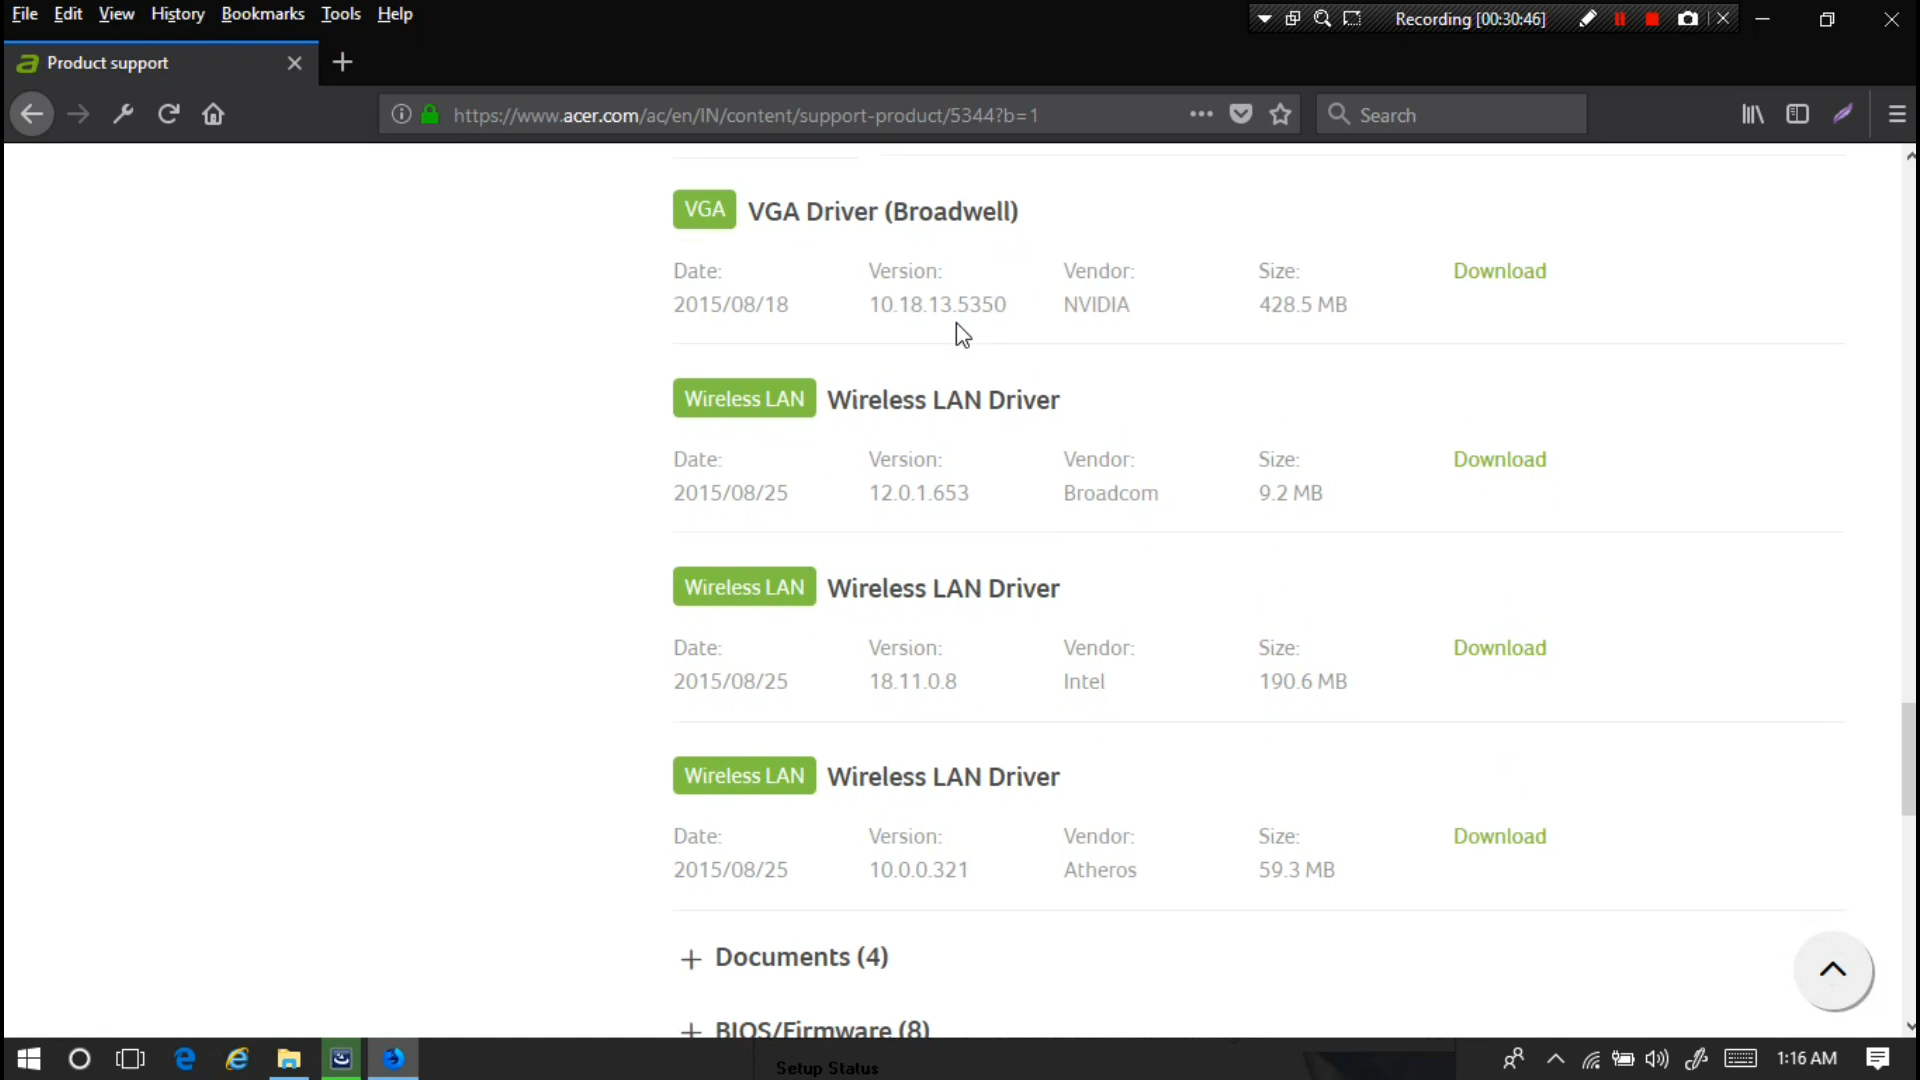 File Edit View History Bookmarks Tools Help
Recording [00:30:46]
Product support
https://www.acer.com/ac/en/IN/content/support-product/5344?b=1
Search
VGA VGA Driver (Broadwell)
Date: Version: Vendor: Size: Download
2015/08/18 10.18.13.5350 NVIDIA 428.5 MB
Wireless LAN Wireless LAN Driver
Date: Version: Vendor: Size: Download
2015/08/25 12.0.1.653 Broadcom 9.2 MB
Wireless LAN Wireless LAN Driver
Date: Version: Vendor: Size: Download
2015/08/25 18.11.0.8 Intel 190.6 MB
Wireless LAN Wireless LAN Driver
Date: Version: Vendor: Size: Download
2015/08/25 10.0.0.321 Atheros 59.3 MB
Documents (4)
BIOS/Firmware (8)
Setup Status
1:16 AM